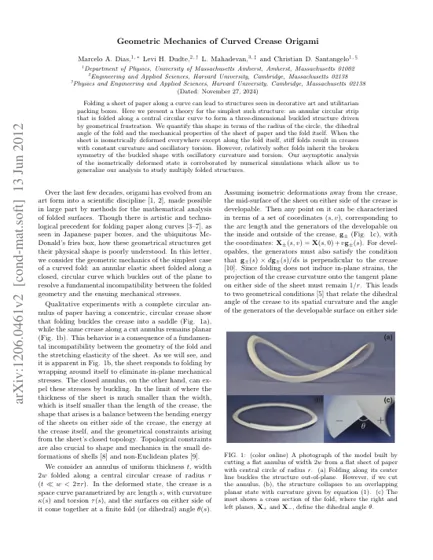 Geometric Mechanics of Curved Crease Origami
Marcelo A. Dias,1, * Levi H. Dudte,2, † L. Mahadevan,3, ‡ and Christian D. Santangelo1, §
1Department of Physics, University of Massachusetts Amherst, Amherst, Massachusetts 01002
2Engineering and Applied Sciences, Harvard University, Cambridge, Massachusetts 02138
3Physics and Engineering and Applied Sciences, Harvard University, Cambridge, Massachusetts 02138
(Dated: November 27, 2024)
Folding a sheet of paper along a curve can lead to structures seen in decorative art and utilitarian
packing boxes. Here we present a theory for the simplest such structure: an annular circular strip
that is folded along a central circular curve to form a three-dimensional buckled structure driven
by geometrical frustration. We quantify this shape in terms of the radius of the circle, the dihedral
angle of the fold and the mechanical properties of the sheet of paper and the fold itself. When the
sheet is isometrically deformed everywhere except along the fold itself, stiff folds result in creases
with constant curvature and oscillatory torsion. However, relatively softer folds inherit the broken
symmetry of the buckled shape with oscillatory curvature and torsion. Our asymptotic analysis
of the isometrically deformed state is corroborated by numerical simulations which allow us to
generalize our analysis to study multiply folded structures.
arXiv:1206.0461v2 [cond-mat.soft] 13 Jun 2012
Over the last few decades, origami has evolved from an
art form into a scientific discipline [1, 2], made possible
in large part by methods for the mathematical analysis
of folded surfaces. Though there is artistic and techno-
logical precedent for folding paper along curves [3–7], as
seen in Japanese paper boxes, and the ubiquitous Mc-
Donald's fries box, how these geometrical structures get
their physical shape is poorly understood. In this letter,
we consider the geometric mechanics of the simplest case
of a curved fold: an annular elastic sheet folded along a
closed, circular curve which buckles out of the plane to
resolve a fundamental incompatibility between the folded
geometry and the ensuing mechanical stresses.
Qualitative experiments with a complete circular an-
nulus of paper having a concentric, circular crease show
that folding buckles the crease into a saddle (Fig. 1a),
while the same crease along a cut annulus remains planar
(Fig. 1b). This behavior is a consequence of a fundamen-
tal incompatibility between the geometry of the fold and
the stretching elasticity of the sheet. As we will see, and
it is apparent in Fig. 1b, the sheet responds to folding by
wrapping around itself to eliminate in-plane mechanical
stresses. The closed annulus, on the other hand, can ex-
pel these stresses by buckling. In the limit of where the
thickness of the sheet is much smaller than the width,
which is itself smaller than the length of the crease, the
shape that arises is a balance between the bending energy
of the sheets on either side of the crease, the energy at
the crease itself, and the geometrical constraints arising
from the sheet's closed topology. Topological constraints
are also crucial to shape and mechanics in the small de-
formations of shells [8] and non-Euclidean plates [9].
We consider an annulus of uniform thickness t, width
2w folded along a central circular crease of radius r
(t ≪ w < 2πr). In the deformed state, the crease is a
space curve parametrized by arc length s, with curvature
κ(s) and torsion τ(s), and the surfaces on either side of
it come together at a finite fold (or dihedral) angle θ(s).
Assuming isometric deformations away from the crease,
the mid-surface of the sheet on either side of the crease is
developable. Then any point on it can be characterized
in terms of a set of coordinates (s, v), corresponding to
the arc length and the generators of the developable on
the inside and outside of the crease, g± (Fig. 1c), with
the coordinates: X±(s, v) = X(s, 0) + vg±(s). For devel-
opables, the generators must also satisfy the condition
that g±(s) × dg±(s)/ds is perpendicular to the crease
[10]. Since folding does not induce in-plane strains, the
projection of the crease curvature onto the tangent plane
on either side of the sheet must remain 1/r. This leads
to two geometrical conditions [5] that relate the dihedral
angle of the crease to its spatial curvature and the angle
of the generators of the developable surface on either side
(a)
(c)
θ
FIG. 1: (color online) A photograph of the model built by
cutting a flat annulus of width 2w from a flat sheet of paper
with central circle of radius r. (a) Folding along its center
line buckles the structure out-of-plane. However, if we cut
the annulus, (b), the structure collapses to an overlapping
planar state with curvature given by equation (1). (c) The
inset shows a cross section of the fold, where the right and
left planes, X+ and X−, define the dihedral angle θ.